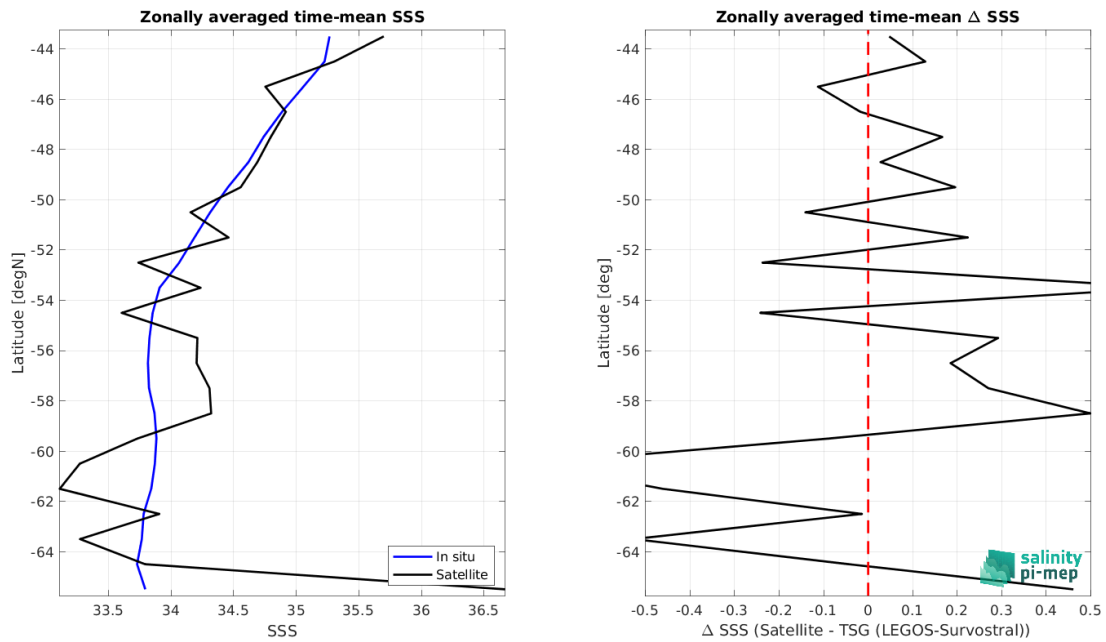 Zonally averaged time-mean SSS
-44
-46
-48
-50
-52
-54
-56
-58
-60
-62
-64
Latitude [degN]
In situ
Satellite
33.5 34 34.5 35 35.5 36 36.5
SSS
Zonally averaged time-mean Δ SSS
-44
-46
-48
-50
-52
-54
-56
-58
-60
-62
-64
Latitude [deg]
salinity
pi-mep
-0.5 -0.4 -0.3 -0.2 -0.1 0 0.1 0.2 0.3 0.4 0.5
Δ SSS (Satellite - TSG (LEGOS-Survostral))